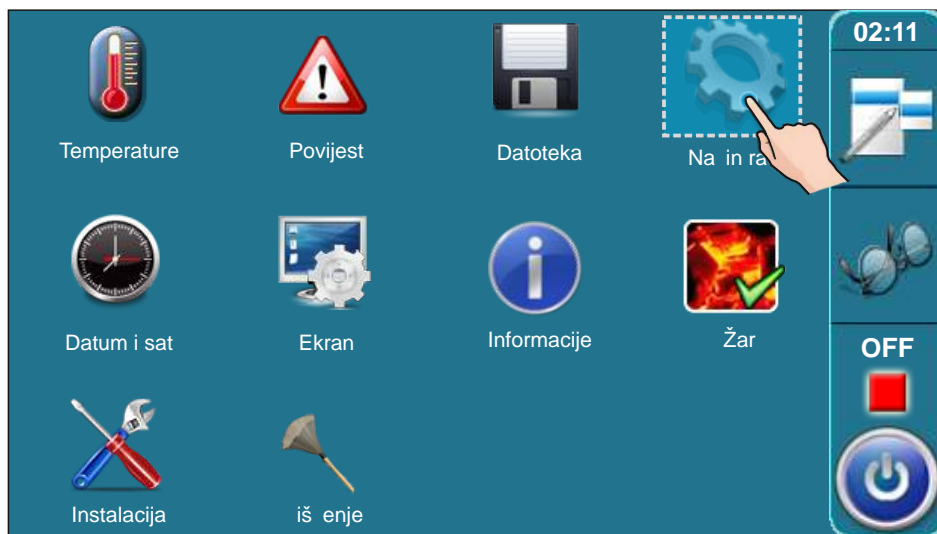 02:11
Temperature
Povijest
Datoteka
Na in ra
Datum i sat
Ekran
Informacije
Žar
OFF
Instalacija
iš enje